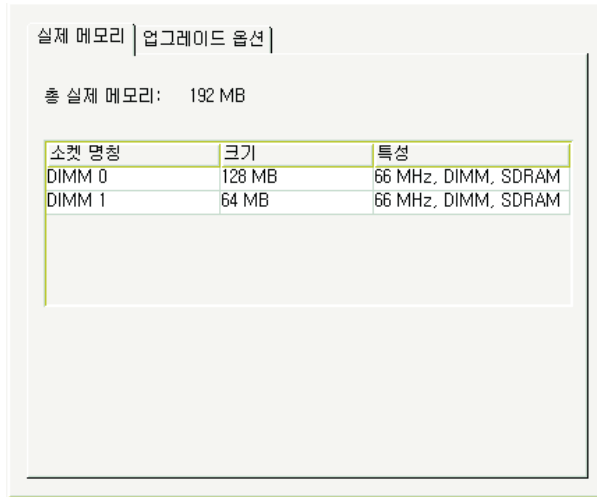 실제 메모리 업그레이드 옵션
총 실제 메모리: 192 MB
소켓 명칭 크기 특성
DIMM 0 128 MB 66 MHz, DIMM, SDRAM
DIMM 1 64 MB 66 MHz, DIMM, SDRAM